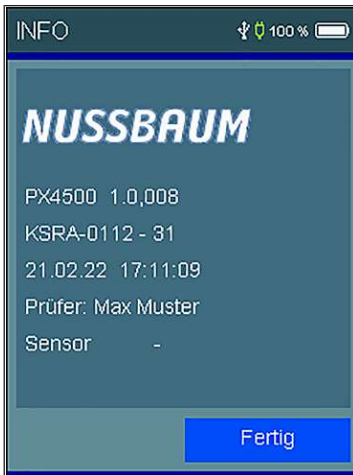 INFO 100 %
NUSSBAUM
PX4500 1.0,008
KSRA-0112 - 31
21.02.22 17:11:09
Prüfer: Max Muster
Sensor -
Fertig